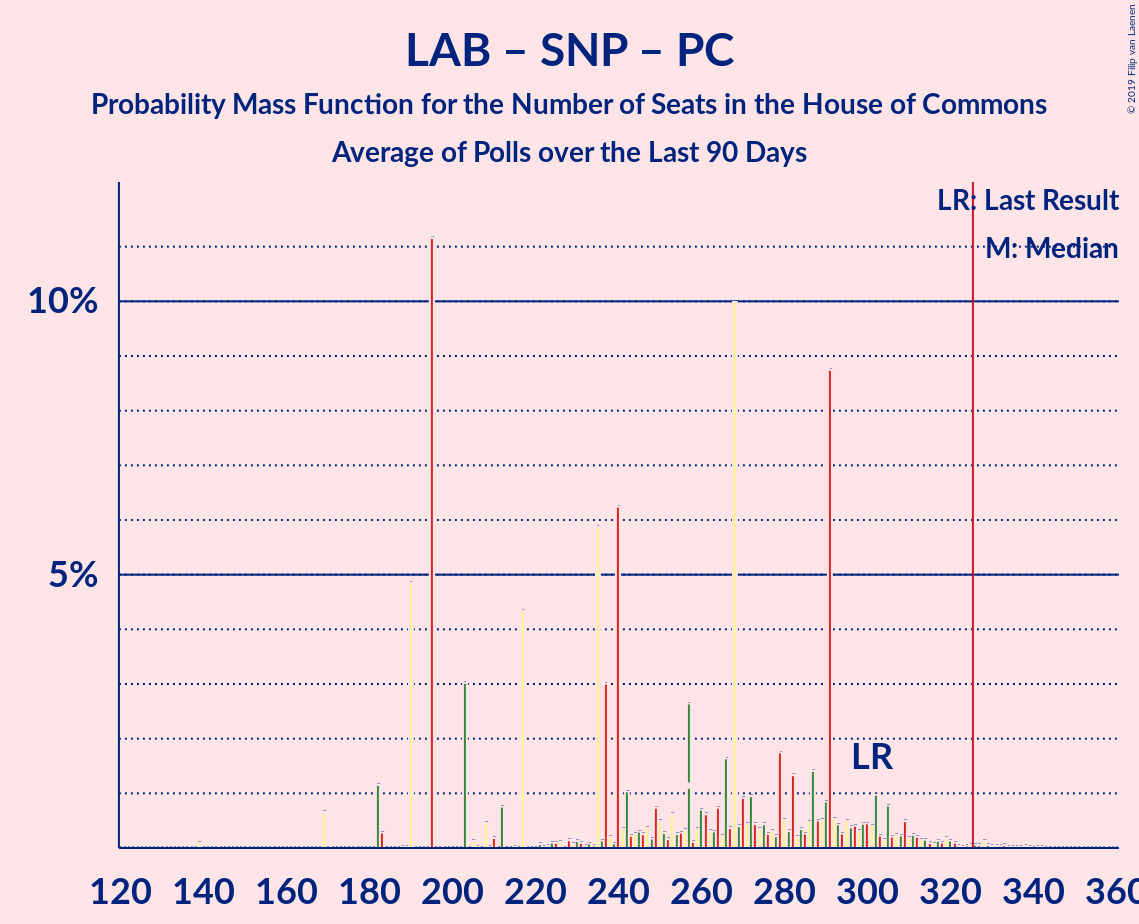 LAB – SNP – PC
Probability Mass Function for the Number of Seats in the House of Commons
Average of Polls over the Last 90 Days
© 2019 Filip van Laenen
LR: Last Result
M: Median
10%
5%
LR
120 140 160 180 200 220 240 260 280 300 320 340 360